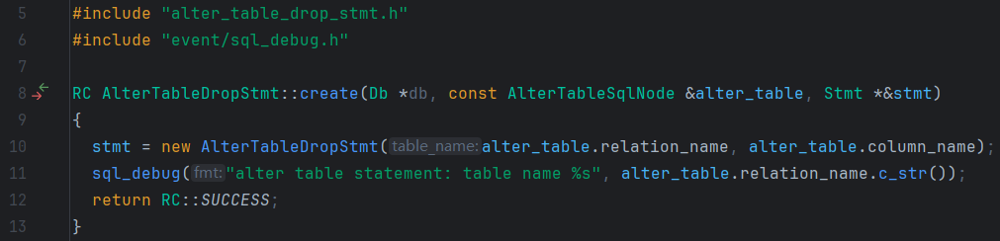 5 #include "alter_table_drop_stmt.h"
6 #include "event/sql_debug.h"
7
8 RC AlterTableDropStmt::create(Db *db, const AlterTableSqlNode &alter_table, Stmt *&stmt)
9 {
10 stmt = new AlterTableDropStmt(table_name: alter_table.relation_name, alter_table.column_name);
11 sql_debug(fmt: "alter table statement: table name %s", alter_table.relation_name.c_str());
12 return RC::SUCCESS;
13 }